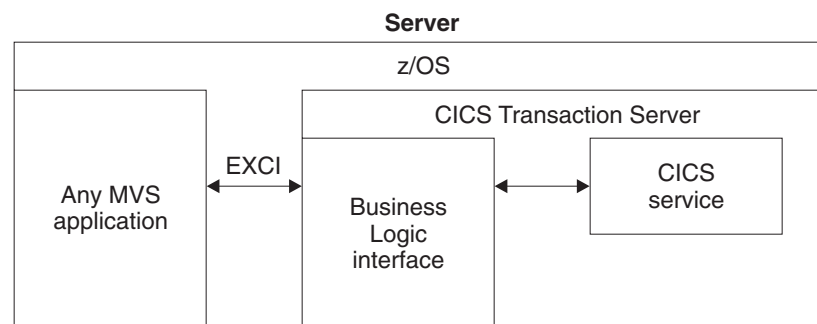 Server
z/OS
CICS Transaction Server
EXCI
Any MVS
application
Business
Logic
interface
CICS
service